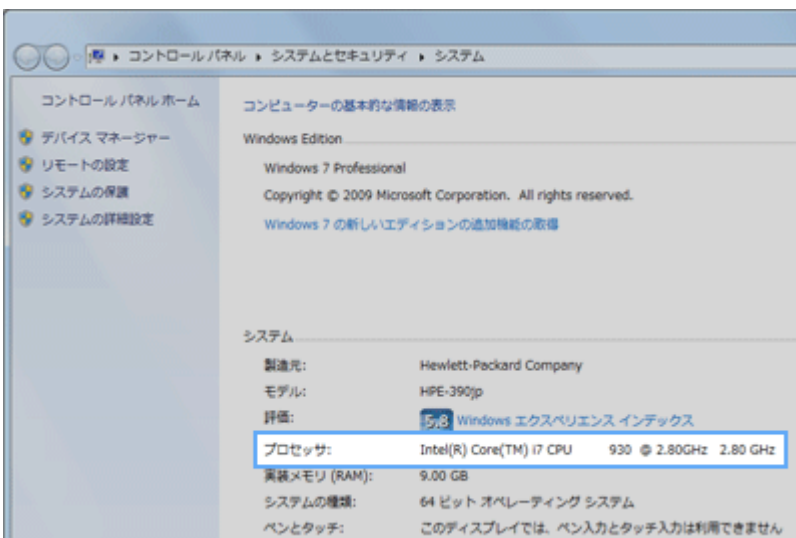 コントロール パネル ▸ システムとセキュリティ ▸ システム
コントロール パネル ホーム
デバイス マネージャー
リモートの設定
システムの保護
システムの詳細設定
コンピューターの基本的な情報の表示
Windows Edition
Windows 7 Professional
Copyright © 2009 Microsoft Corporation. All rights reserved.
Windows 7 の新しいエディションの追加機能の取得
システム
製造元: Hewlett-Packard Company
モデル: HPE-390jp
評価: 5.8 Windows エクスペリエンス インデックス
プロセッサ: Intel(R) Core(TM) i7 CPU 930 @ 2.80GHz 2.80 GHz
実装メモリ (RAM): 9.00 GB
システムの種類: 64 ビット オペレーティング システム
ペンとタッチ: このディスプレイでは、ペン入力とタッチ入力は利用できません